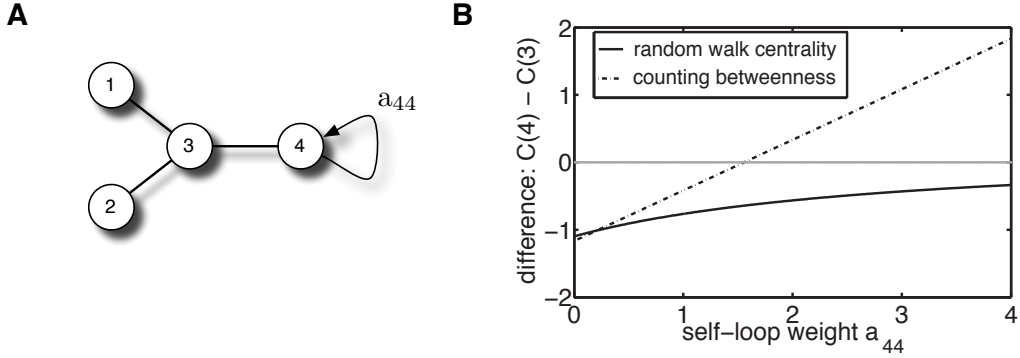 A
1
2
3
4
a44
B
difference: C(4) – C(3)
2
1
0
−1
−2
random walk centrality
counting betweenness
0 1 2 3 4
self−loop weight a 44